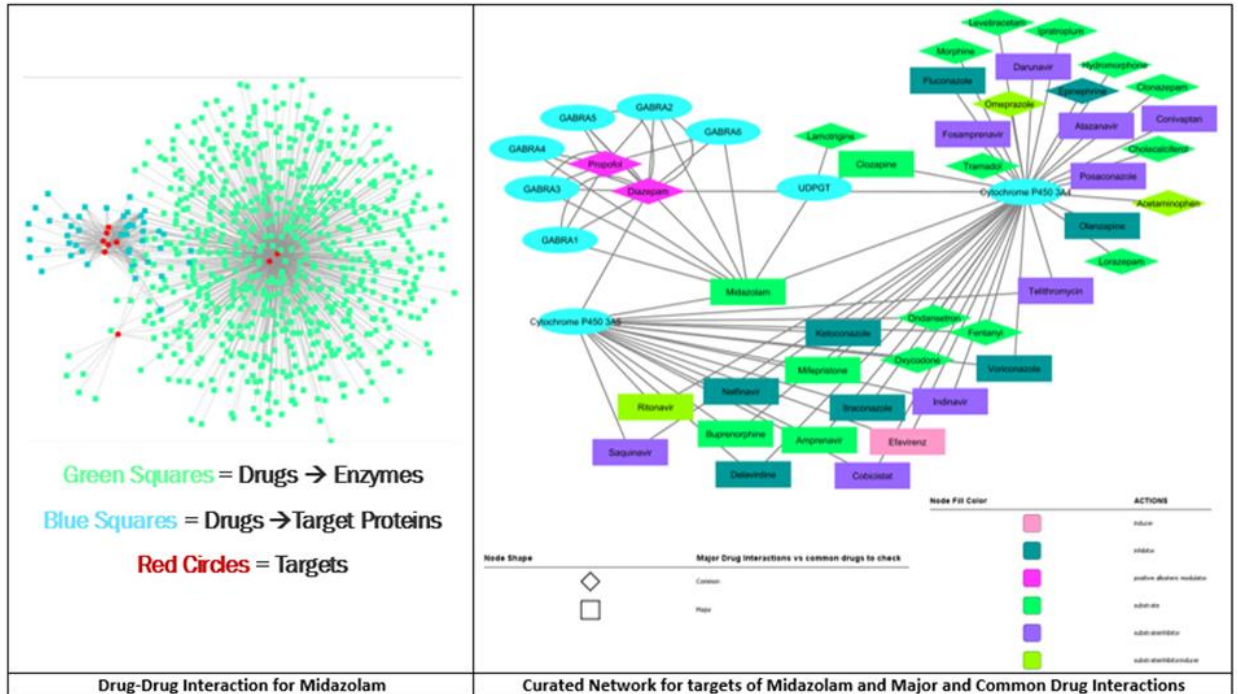 Green Squares = Drugs → Enzymes
Blue Squares = Drugs →Target Proteins
Red Circles = Targets
Drug-Drug Interaction for Midazolam
Levetiracetam
Ipratropium
Morphine
Darunavir
Hydromorphone
Fluconazole
Epinephrine
Clonazepam
Omeprazole
GABRA2
GABRA5
GABRA6
Fosamprenavir
Atazanavir
Conivaptan
Lamotrigine
GABRA4
Cholecalciferol
Propofol
Clozapine
Tramadol
Posaconazole
GABRA3
Diazepam
UDPGT
Cytochrome P450 3A4
Acetaminophen
Olanzapine
GABRA1
Lorazepam
Midazolam
Telithromycin
Cytochrome P450 3A5
Ondansetron
Ketoconazole
Fentanyl
Oxycodone
Mifepristone
Voriconazole
Nelfinavir
Indinavir
Ritonavir
Itraconazole
Buprenorphine
Amprenavir
Efavirenz
Saquinavir
Delavirdine
Cobicistat
Node Fill Color ACTIONS
inducer
inhibitor
positive allosteric modulator
substrate
substrateinhibitor
substrateinhibitorinducer
Node Shape Major Drug Interactions vs common drugs to check
Common
Major
Curated Network for targets of Midazolam and Major and Common Drug Interactions